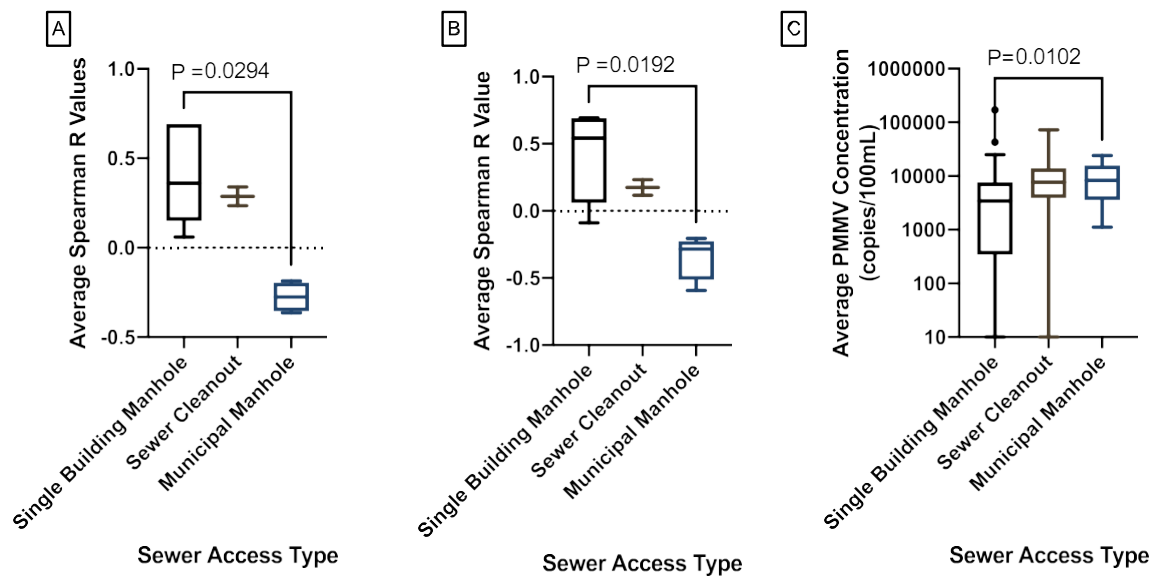 A
P =0.0294
Average Spearman R Values
1.0
0.5
0.0
-0.5
Single Building Manhole
Sewer Cleanout
Municipal Manhole
Sewer Access Type
B
P =0.0192
Average Spearman R Value
1.0
0.5
0.0
-0.5
-1.0
Single Building Manhole
Sewer Cleanout
Municipal Manhole
Sewer Access Type
C
P=0.0102
Average PMMV Concentration
(copies/100mL)
1000000
100000
10000
1000
100
10
Single Building Manhole
Sewer Cleanout
Municipal Manhole
Sewer Access Type